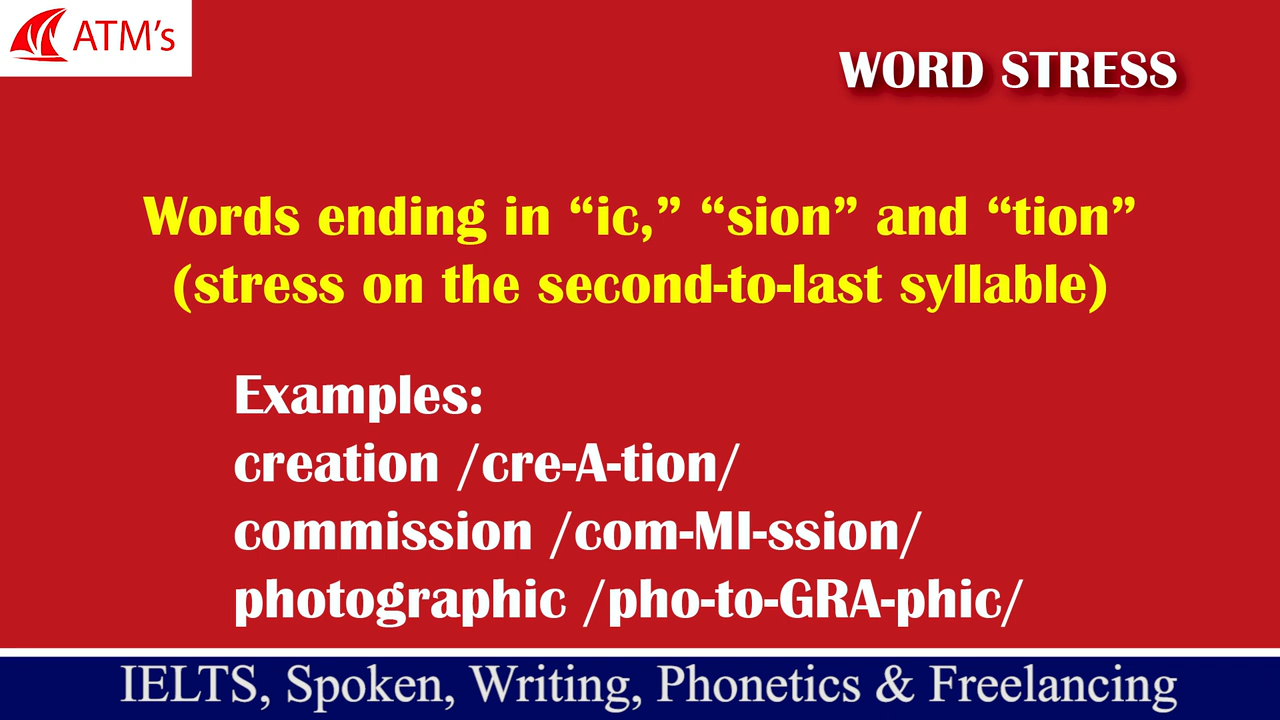 ATM's
WORD STRESS
Words ending in “ic,” “sion” and “tion”
(stress on the second-to-last syllable)
Examples:
creation /cre-A-tion/
commission /com-MI-ssion/
photographic /pho-to-GRA-phic/
IELTS, Spoken, Writing, Phonetics & Freelancing